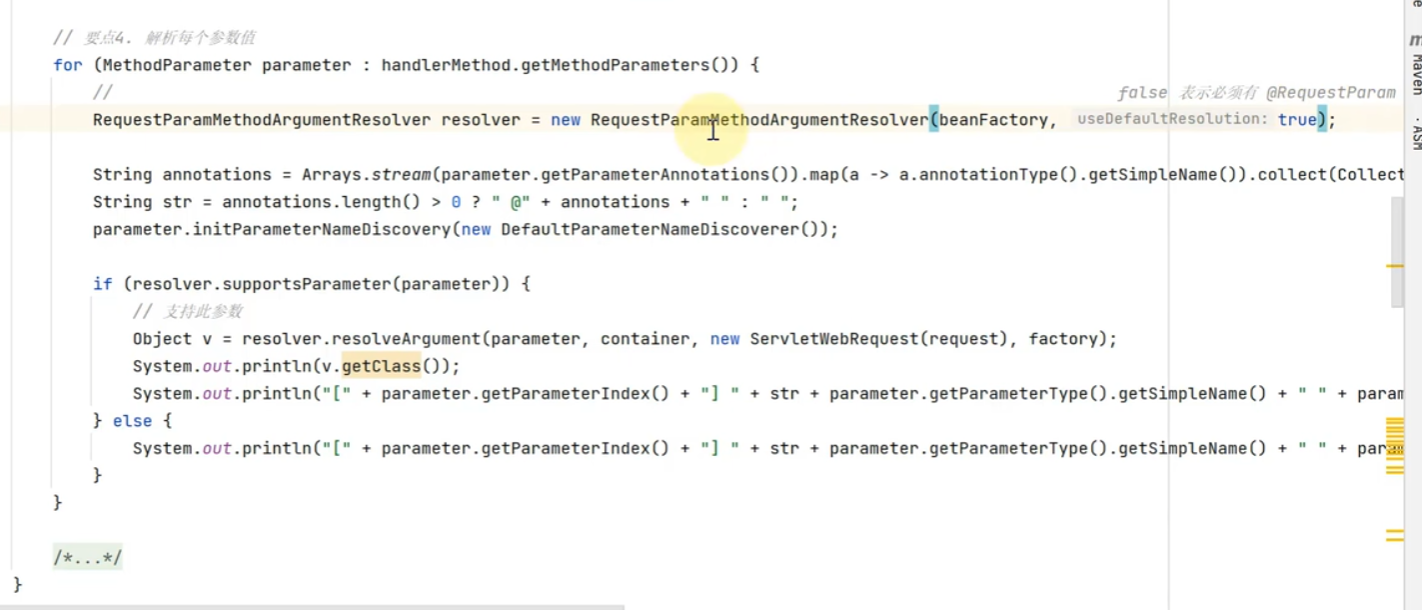 // 要点4. 解析每个参数值
for (MethodParameter parameter : handlerMethod.getMethodParameters()) {
// false 表示必须有 @RequestParam
RequestParamMethodArgumentResolver resolver = new RequestParamMethodArgumentResolver(beanFactory, useDefaultResolution: true);
String annotations = Arrays.stream(parameter.getParameterAnnotations()).map(a -> a.annotationType().getSimpleName()).collect(Collect
String str = annotations.length() > 0 ? " @" + annotations + " " : " ";
parameter.initParameterNameDiscovery(new DefaultParameterNameDiscoverer());
if (resolver.supportsParameter(parameter)) {
// 支持此参数
Object v = resolver.resolveArgument(parameter, container, new ServletWebRequest(request), factory);
System.out.println(v.getClass());
System.out.println("[" + parameter.getParameterIndex() + "] " + str + parameter.getParameterType().getSimpleName() + " " + param
} else {
System.out.println("[" + parameter.getParameterIndex() + "] " + str + parameter.getParameterType().getSimpleName() + " " + param
}
}
/*...*/
}
m
Maven
ASM